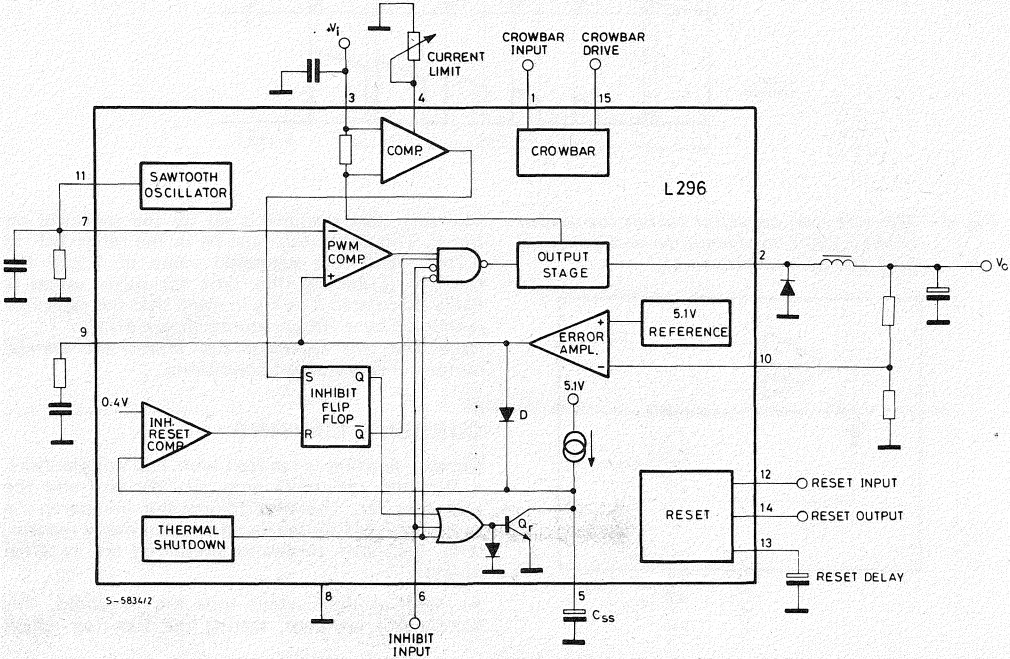 +Vi
CURRENT
LIMIT
CROWBAR
INPUT
CROWBAR
DRIVE
3
4
1
15
COMP.
CROWBAR
L296
SAWTOOTH
OSCILLATOR
11
7
−
PWM
COMP.
+
OUTPUT
STAGE
2
VO
5.1V
REFERENCE
+
ERROR
AMPL.
−
9
10
S
Q
INHIBIT
FLIP
FLOP
R
Q̅
D
5.1V
0.4V
INH.
RESET
COMP.
THERMAL
SHUTDOWN
Qr
RESET
12
RESET INPUT
14
RESET OUTPUT
13
RESET DELAY
S-5834/2
8
6
5
CSS
INHIBIT
INPUT